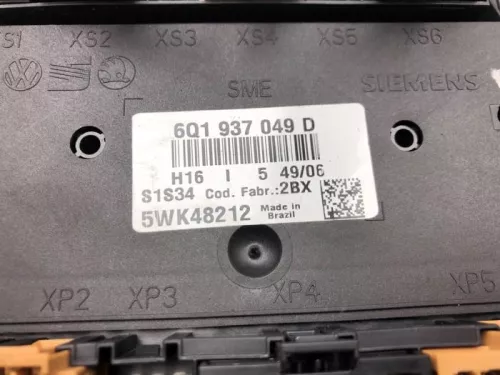 S1 XS2 XS3 XS4 XS5 XS6
SME SIEMENS
6Q1 937 049 D
H16 I 5 49/06
S1S34 Cod. Fabr.:2BX
5WK48212 Made in
Brazil
XP2 XP3 XP4 XP5